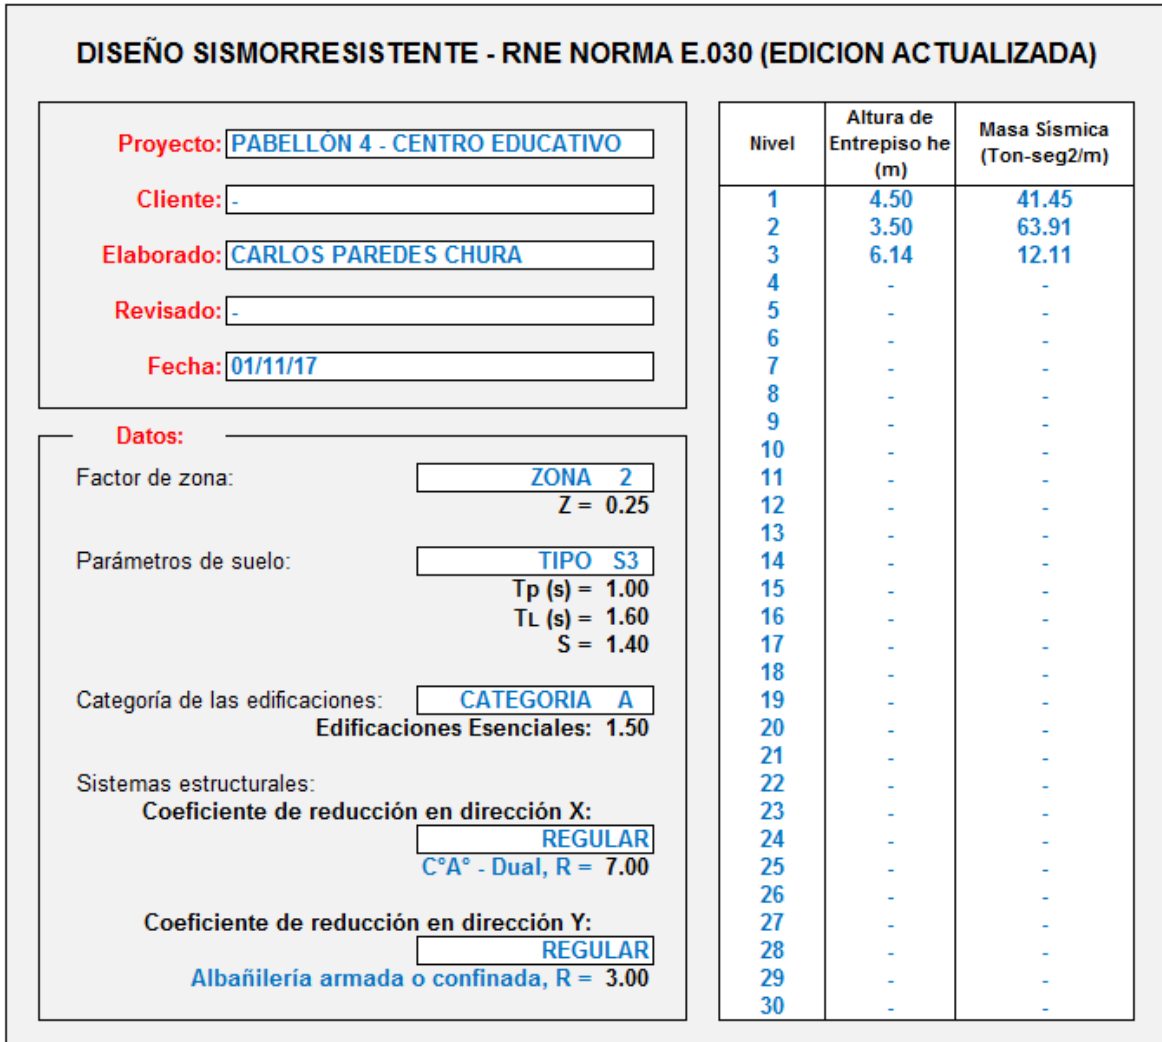 DISEÑO SISMORRESISTENTE - RNE NORMA E.030 (EDICION ACTUALIZADA)
Proyecto: PABELLÓN 4 - CENTRO EDUCATIVO
Cliente: -
Elaborado: CARLOS PAREDES CHURA
Revisado: -
Fecha: 01/11/17
Datos:
Factor de zona: ZONA 2
Z = 0.25
Parámetros de suelo: TIPO S3
Tp (s) = 1.00
TL (s) = 1.60
S = 1.40
Categoría de las edificaciones: CATEGORIA A
Edificaciones Esenciales: 1.50
Sistemas estructurales:
Coeficiente de reducción en dirección X:
REGULAR
C°A° - Dual, R = 7.00
Coeficiente de reducción en dirección Y:
REGULAR
Albañilería armada o confinada, R = 3.00
Nivel Altura de Entrepiso he (m) Masa Sísmica (Ton-seg2/m)
1 4.50 41.45
2 3.50 63.91
3 6.14 12.11
4 - -
5 - -
6 - -
7 - -
8 - -
9 - -
10 - -
11 - -
12 - -
13 - -
14 - -
15 - -
16 - -
17 - -
18 - -
19 - -
20 - -
21 - -
22 - -
23 - -
24 - -
25 - -
26 - -
27 - -
28 - -
29 - -
30 - -